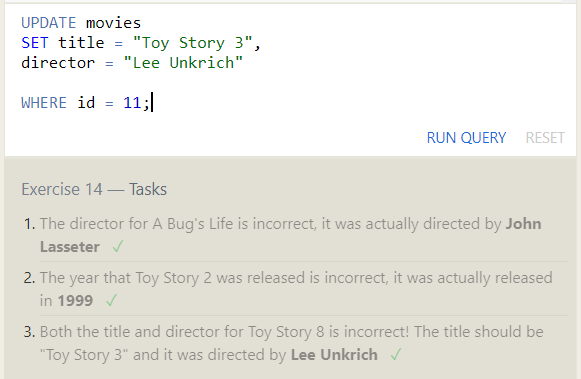 UPDATE movies
SET title = "Toy Story 3",
director = "Lee Unkrich"
WHERE id = 11;
RUN QUERY RESET
Exercise 14 — Tasks
1. The director for A Bug's Life is incorrect, it was actually directed by John
Lasseter ✓
2. The year that Toy Story 2 was released is incorrect, it was actually released
in 1999 ✓
3. Both the title and director for Toy Story 8 is incorrect! The title should be
"Toy Story 3" and it was directed by Lee Unkrich ✓